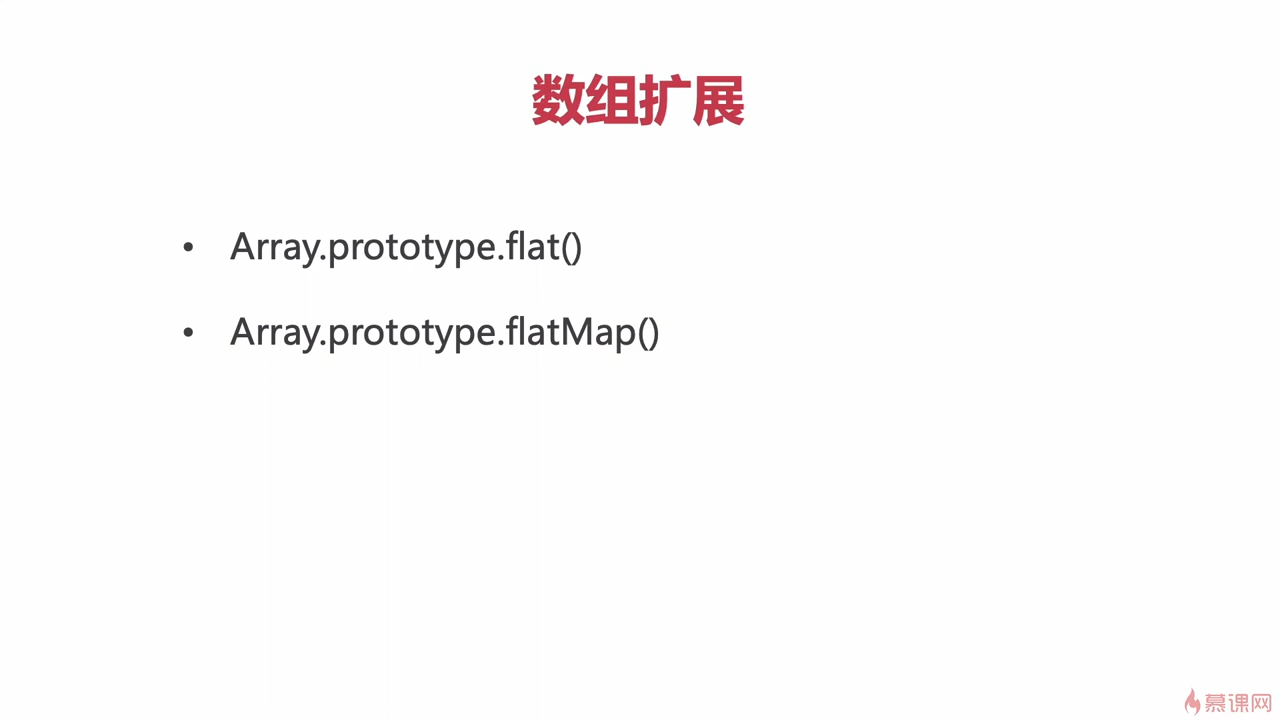 数组扩展
• Array.prototype.flat()
• Array.prototype.flatMap()
慕课网